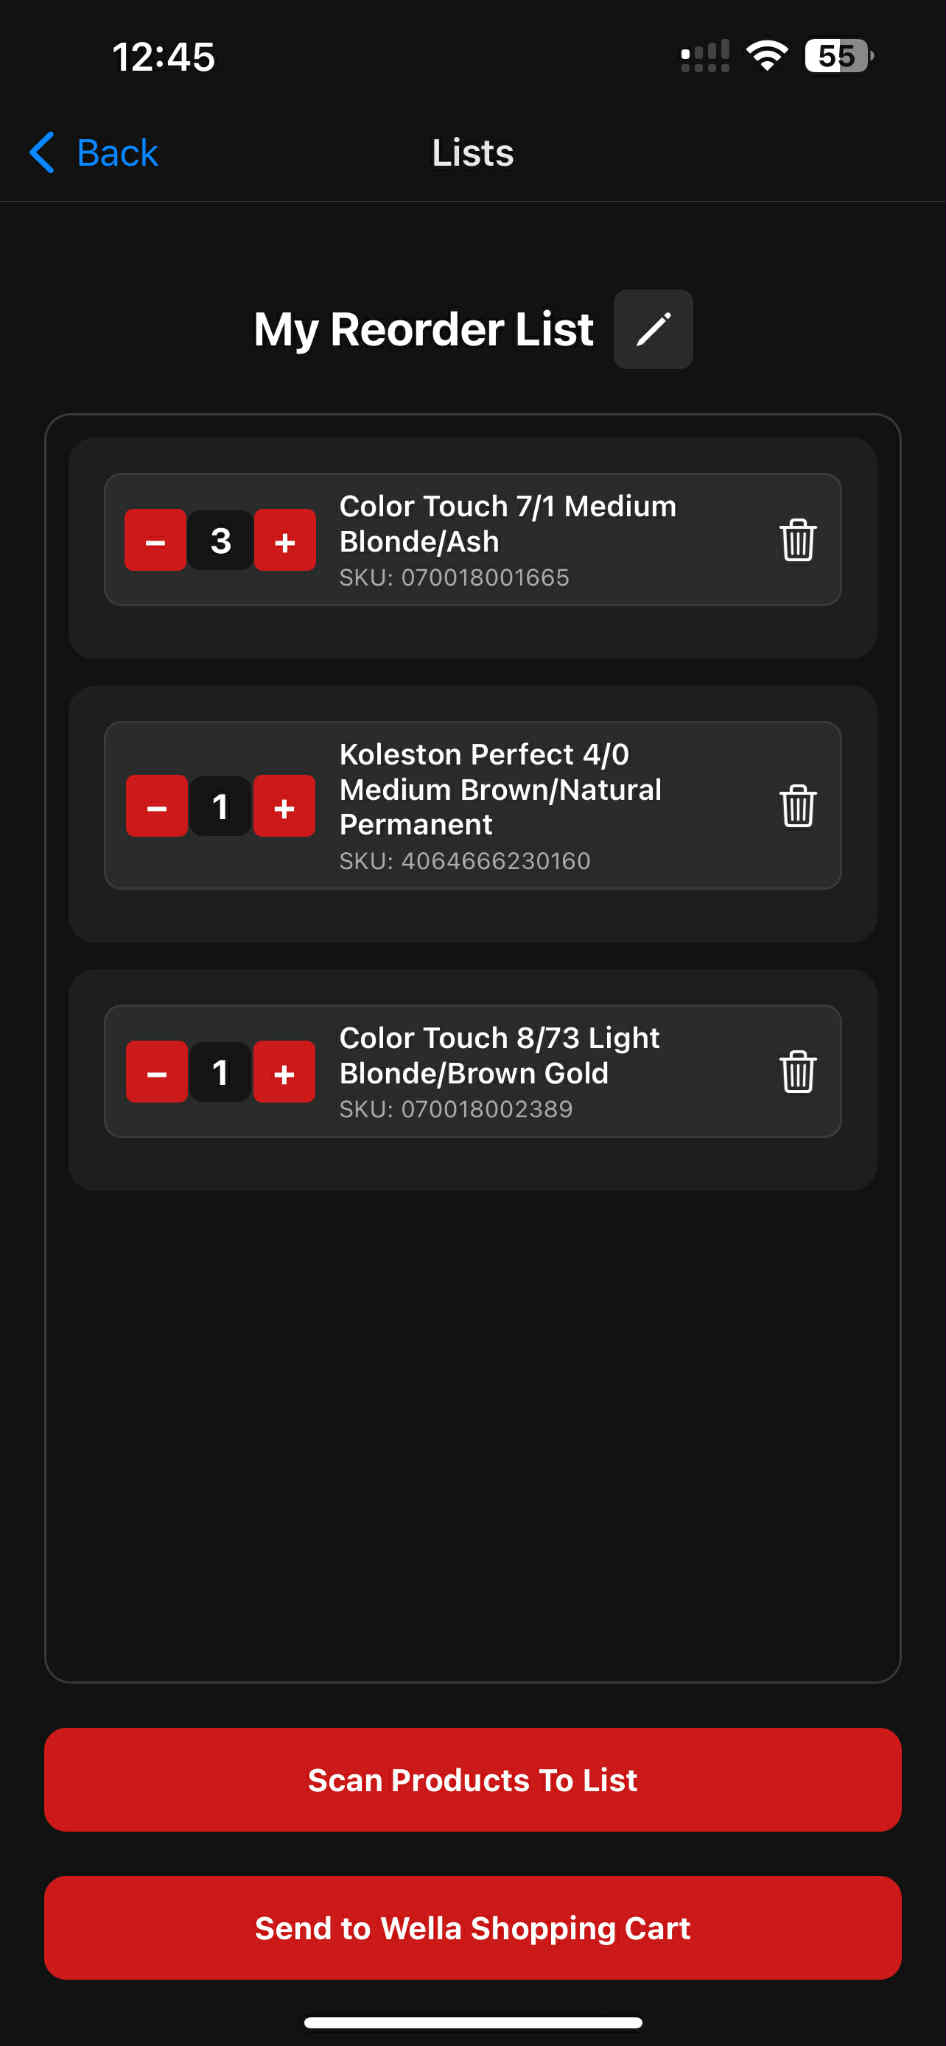 12:45
55
Back
Lists
My Reorder List
− 3 +
Color Touch 7/1 Medium
Blonde/Ash
SKU: 070018001665
− 1 +
Koleston Perfect 4/0
Medium Brown/Natural
Permanent
SKU: 4064666230160
− 1 +
Color Touch 8/73 Light
Blonde/Brown Gold
SKU: 070018002389
Scan Products To List
Send to Wella Shopping Cart